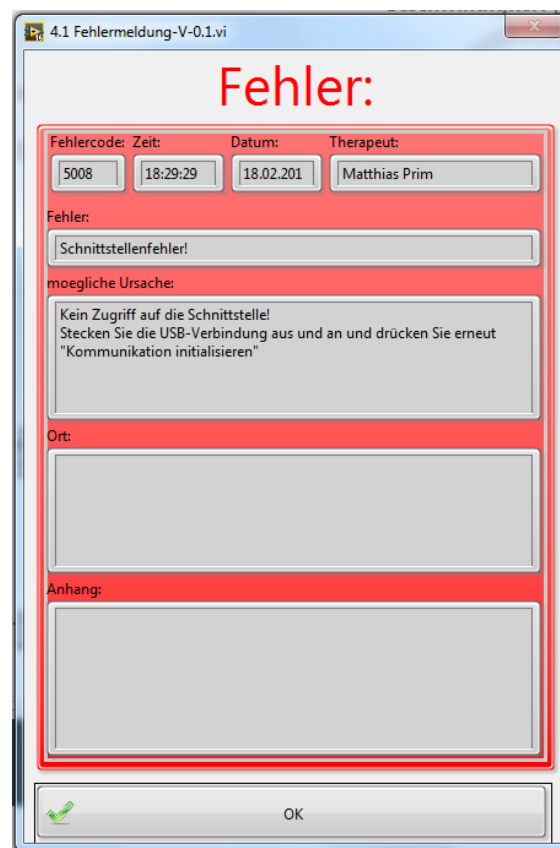 4.1 Fehlermeldung-V-0.1.vi
Fehler:
Fehlercode: Zeit: Datum: Therapeut:
5008 18:29:29 18.02.201 Matthias Prim
Fehler:
Schnittstellenfehler!
moegliche Ursache:
Kein Zugriff auf die Schnittstelle!
Stecken Sie die USB-Verbindung aus und an und drücken Sie erneut
"Kommunikation initialisieren"
Ort:
Anhang:
OK